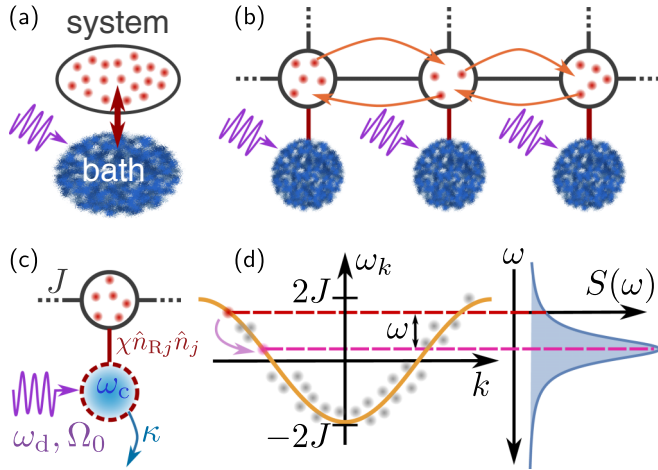 (a)
system
bath
(b)
(c)
J
χn̂_Rj n̂_j
ω_c
ω_d, Ω_0
κ
(d)
ω_k
2J
ω
k
−2J
ω
S(ω)